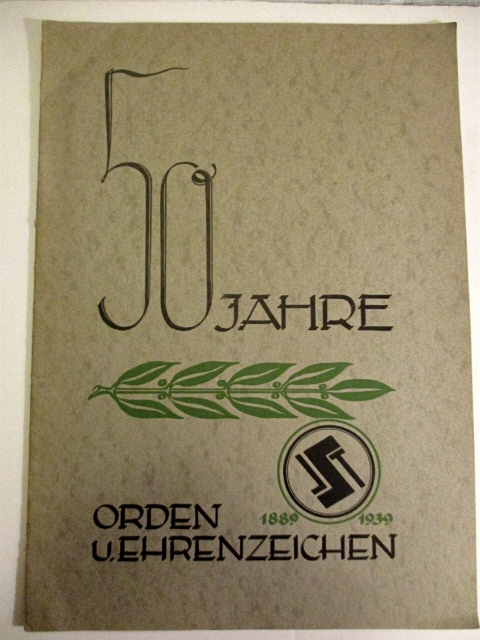 50 JAHRE
1889 1939
ORDEN
U. EHRENZEICHEN